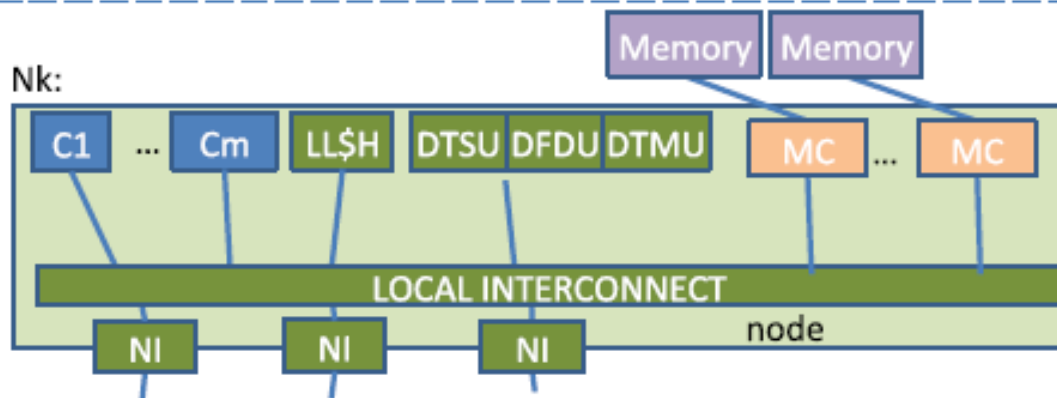 Memory Memory
Nk:
C1 ... Cm LL$H DTSU DFDU DTMU MC ... MC
LOCAL INTERCONNECT
NI NI NI node